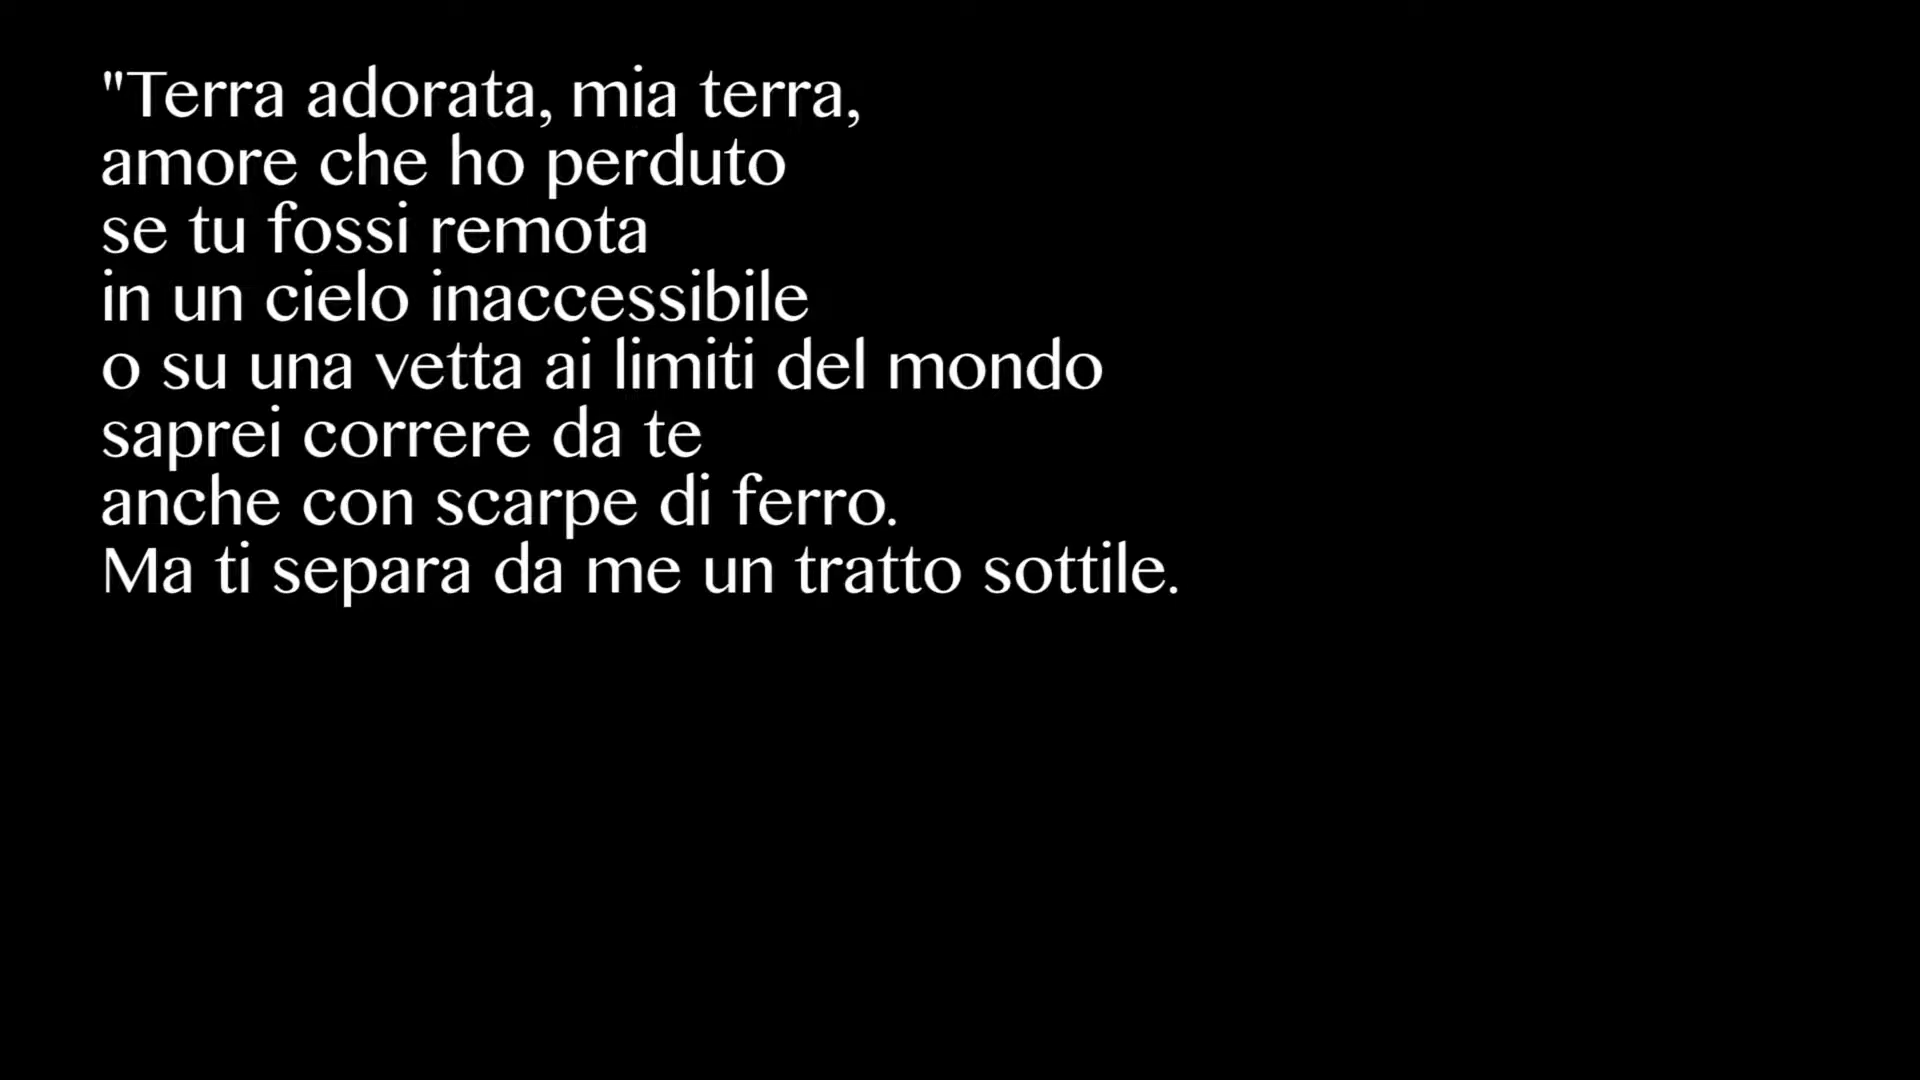 "Terra adorata, mia terra,
amore che ho perduto
se tu fossi remota
in un cielo inaccessibile
o su una vetta ai limiti del mondo
saprei correre da te
anche con scarpe di ferro.
Ma ti separa da me un tratto sottile.